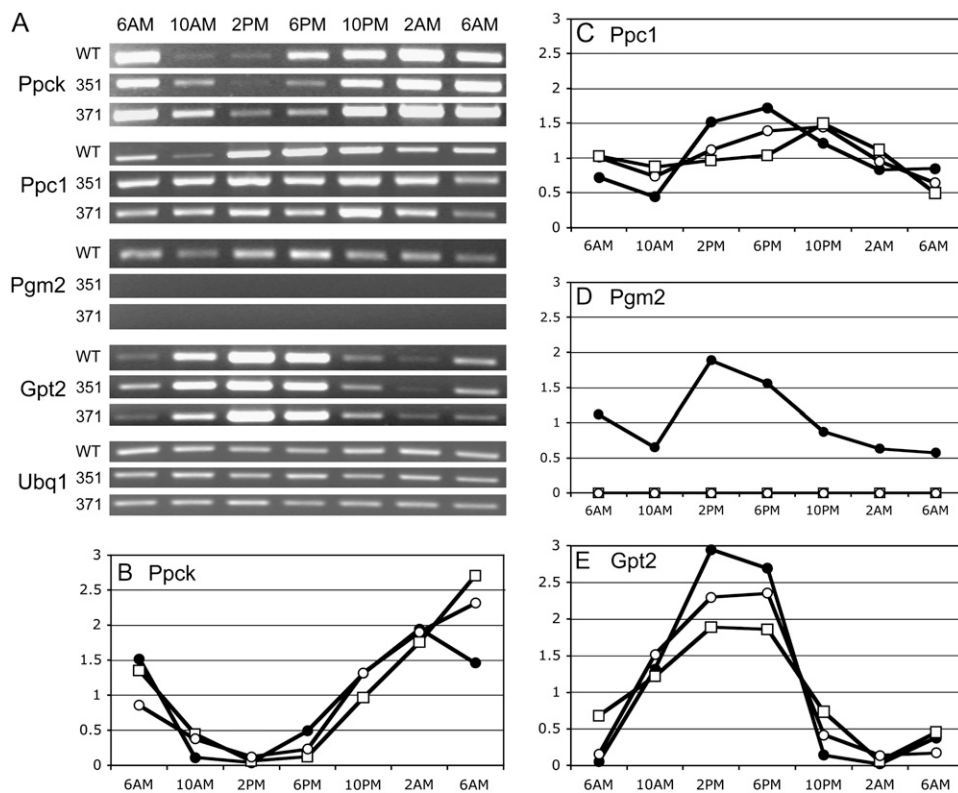 A
6AM 10AM 2PM 6PM 10PM 2AM 6AM
Ppck
WT
351
371
Ppc1
WT
351
371
Pgm2
WT
351
371
Gpt2
WT
351
371
Ubq1
WT
351
371
B Ppck
3
2.5
2
1.5
1
0.5
0
6AM 10AM 2PM 6PM 10PM 2AM 6AM
C Ppc1
3
2.5
2
1.5
1
0.5
0
6AM 10AM 2PM 6PM 10PM 2AM 6AM
D Pgm2
3
2.5
2
1.5
1
0.5
0
6AM 10AM 2PM 6PM 10PM 2AM 6AM
E Gpt2
3
2.5
2
1.5
1
0.5
0
6AM 10AM 2PM 6PM 10PM 2AM 6AM